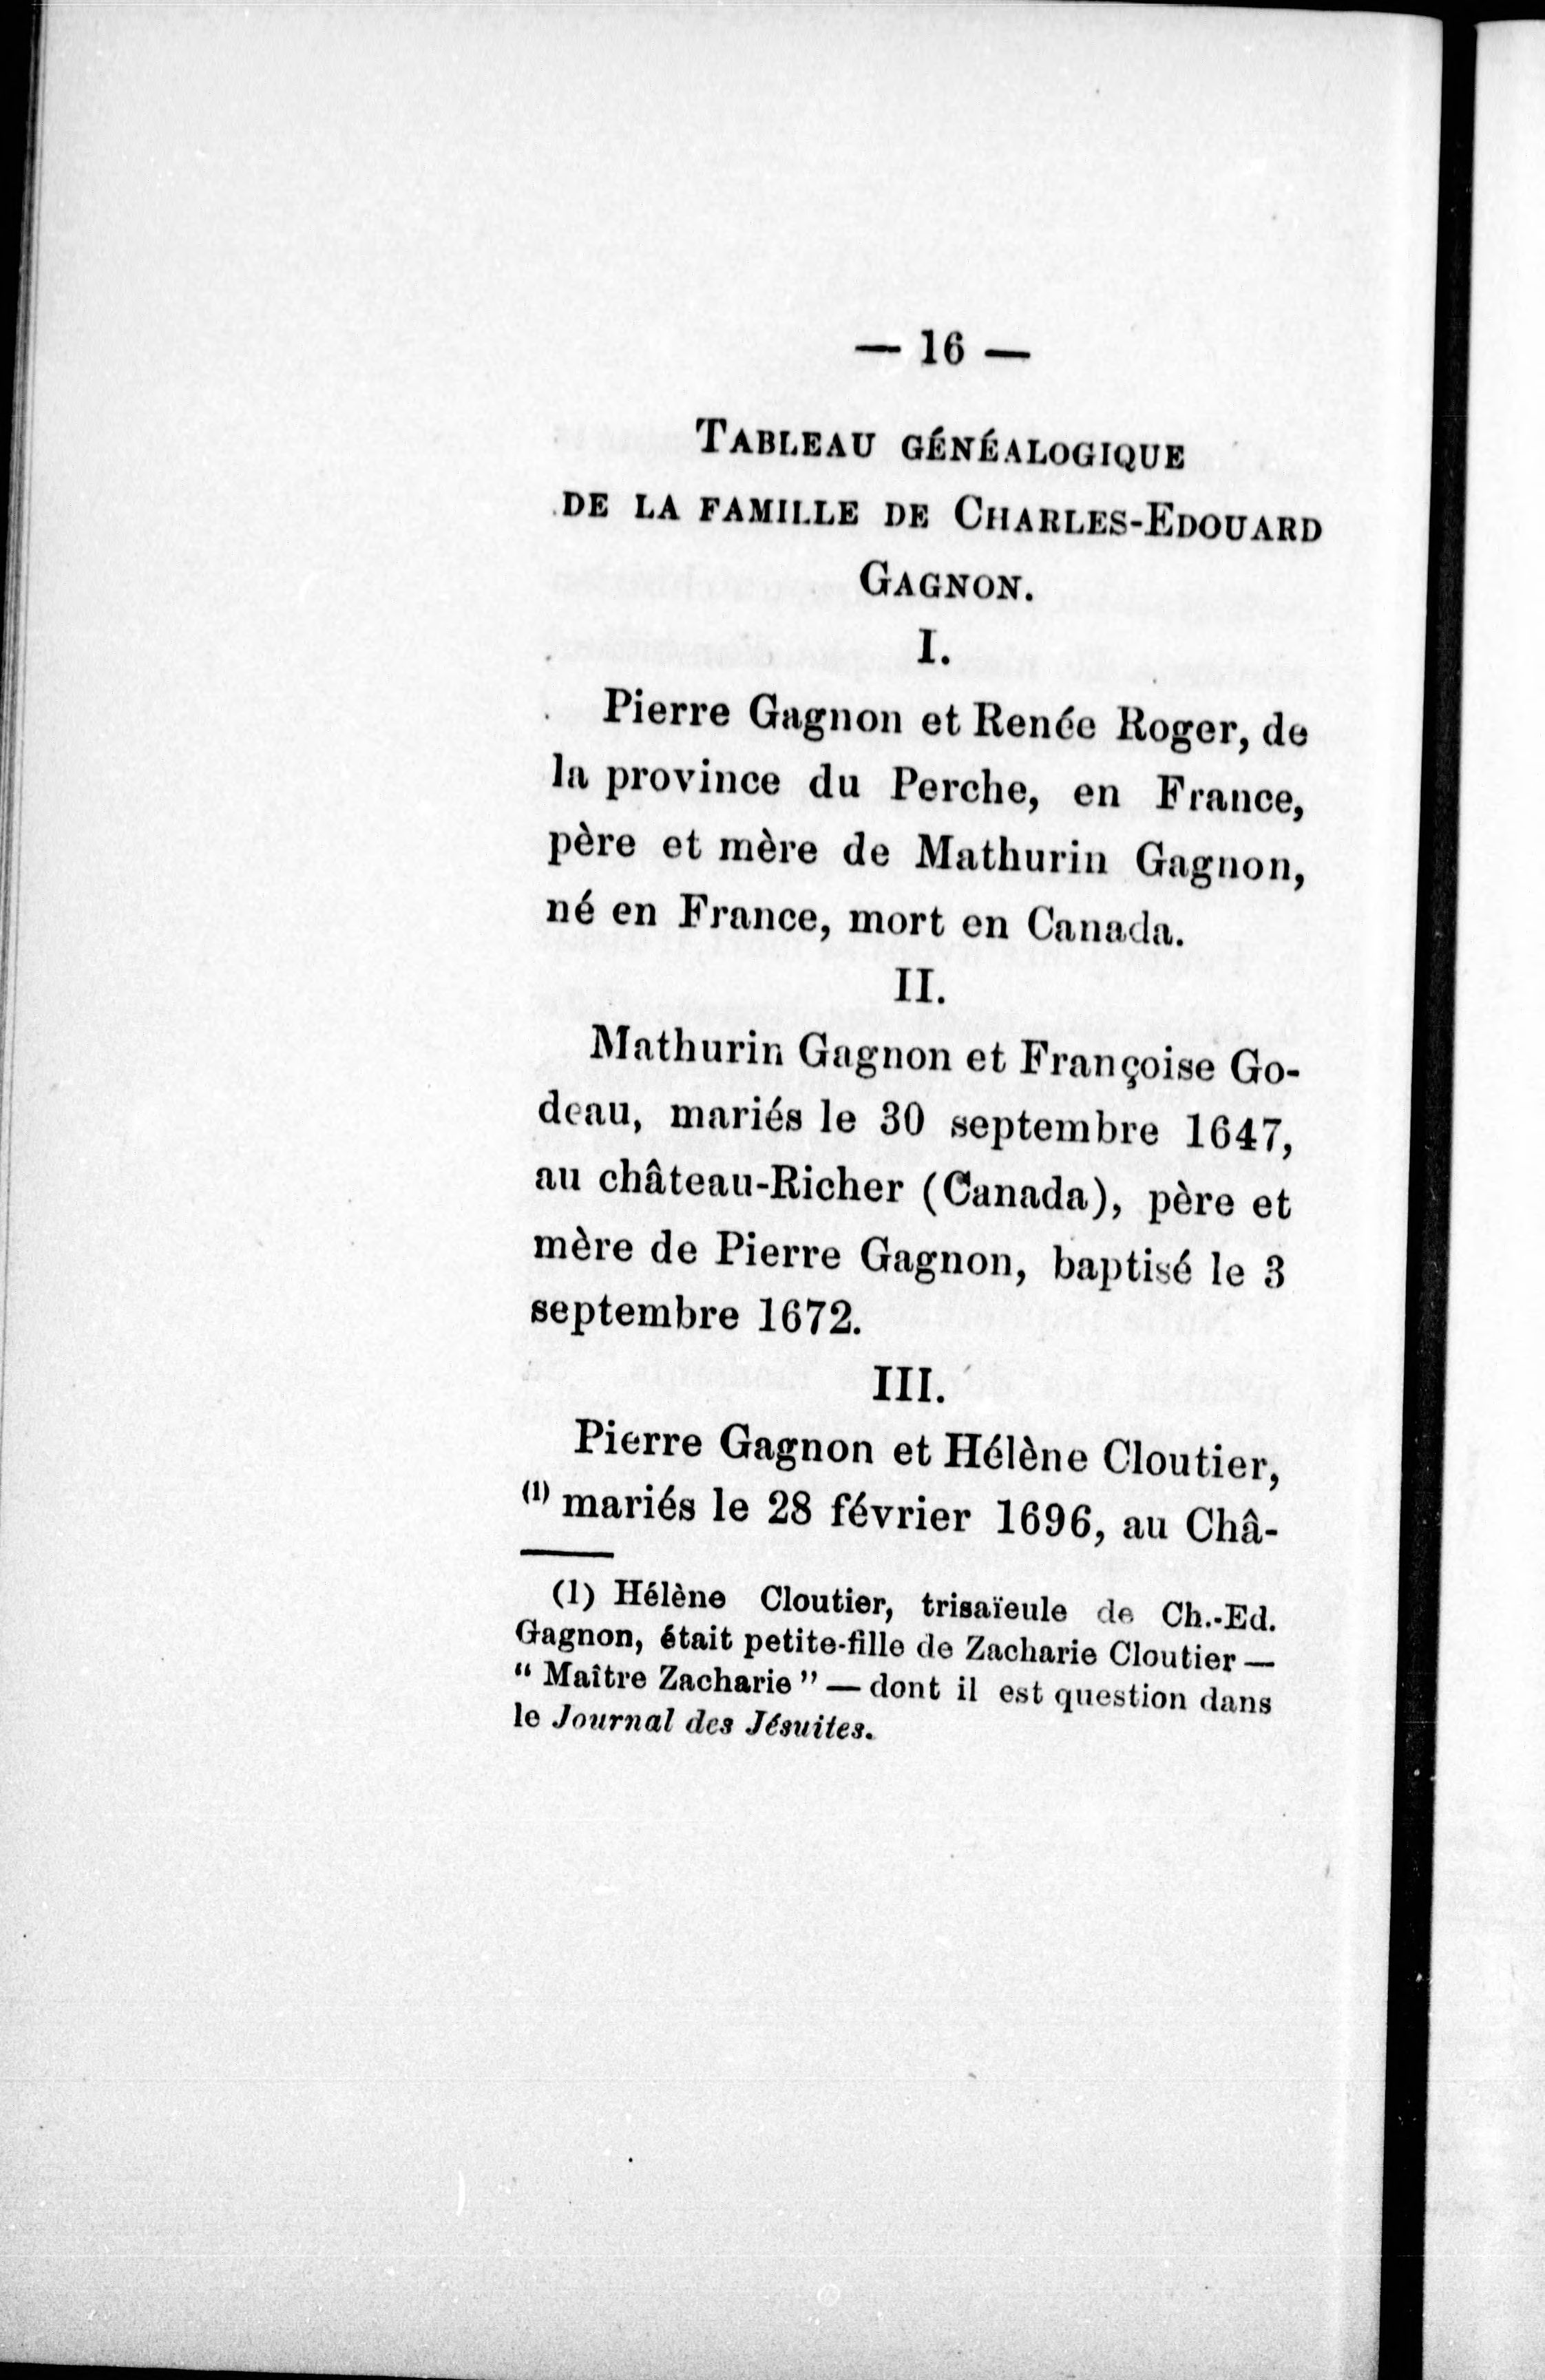 — 16 —
TABLEAU GÉNÉALOGIQUE
DE LA FAMILLE DE CHARLES-EDOUARD
GAGNON.
I.
Pierre Gagnon et Renée Roger, de
la province du Perche, en France,
père et mère de Mathurin Gagnon,
né en France, mort en Canada.
II.
Mathurin Gagnon et Françoise Go-
deau, mariés le 30 septembre 1647,
au château-Richer (Canada), père et
mère de Pierre Gagnon, baptisé le 3
septembre 1672.
III.
Pierre Gagnon et Hélène Cloutier,
(1) mariés le 28 février 1696, au Châ-
(1) Hélène Cloutier, trisaïeule de Ch.-Ed.
Gagnon, était petite-fille de Zacharie Cloutier —
“ Maître Zacharie ” — dont il est question dans
le Journal des Jésuites.